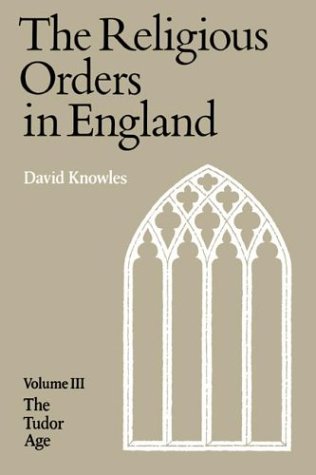 The Religious
Orders
in England
David Knowles
Volume III
The
Tudor
Age